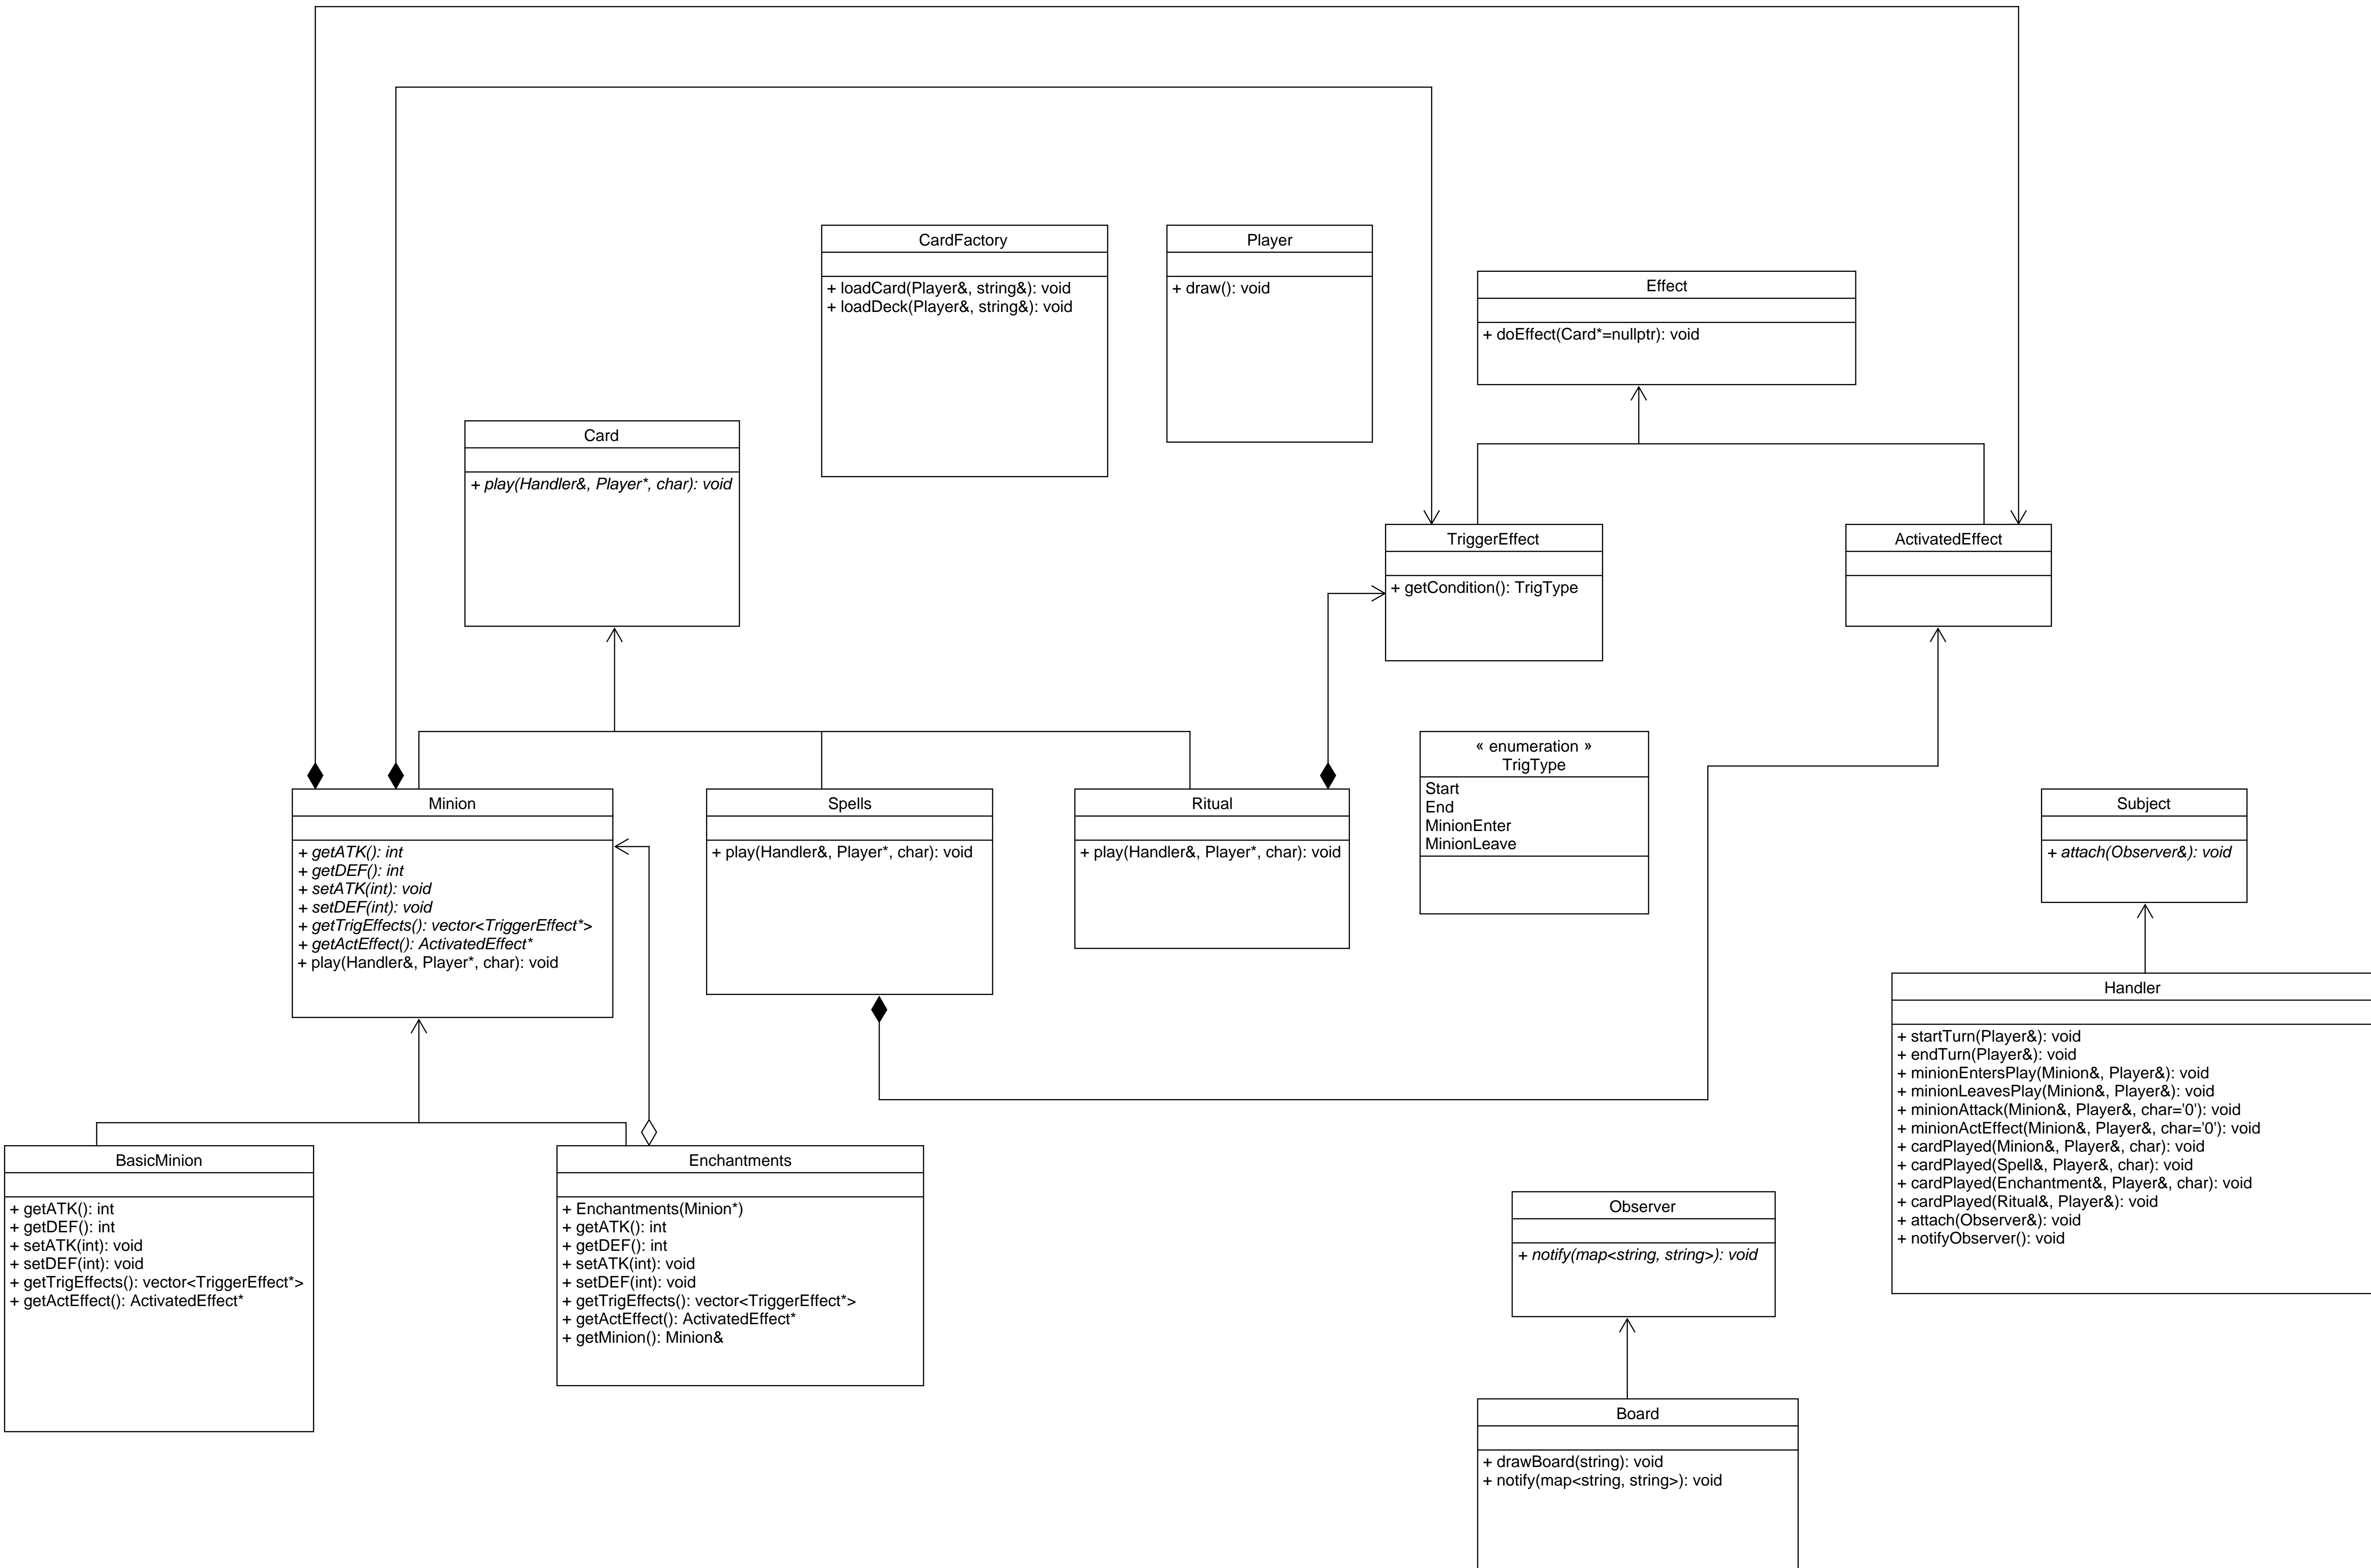 CardFactory
+ loadCard(Player&, string&): void
+ loadDeck(Player&, string&): void
Player
+ draw(): void
Effect
+ doEffect(Card*=nullptr): void
Card
+ play(Handler&, Player*, char): void
TriggerEffect
+ getCondition(): TrigType
ActivatedEffect
« enumeration »
TrigType
Start
End
MinionEnter
MinionLeave
Minion
+ getATK(): int
+ getDEF(): int
+ setATK(int): void
+ setDEF(int): void
+ getTrigEffects(): vector<TriggerEffect*>
+ getActEffect(): ActivatedEffect*
+ play(Handler&, Player*, char): void
Spells
+ play(Handler&, Player*, char): void
Ritual
+ play(Handler&, Player*, char): void
Subject
+ attach(Observer&): void
Handler
+ startTurn(Player&): void
+ endTurn(Player&): void
+ minionEntersPlay(Minion&, Player&): void
+ minionLeavesPlay(Minion&, Player&): void
+ minionAttack(Minion&, Player&, char='0'): void
+ minionActEffect(Minion&, Player&, char='0'): void
+ cardPlayed(Minion&, Player&, char): void
+ cardPlayed(Spell&, Player&, char): void
+ cardPlayed(Enchantment&, Player&, char): void
+ cardPlayed(Ritual&, Player&): void
+ attach(Observer&): void
+ notifyObserver(): void
BasicMinion
+ getATK(): int
+ getDEF(): int
+ setATK(int): void
+ setDEF(int): void
+ getTrigEffects(): vector<TriggerEffect*>
+ getActEffect(): ActivatedEffect*
Enchantments
+ Enchantments(Minion*)
+ getATK(): int
+ getDEF(): int
+ setATK(int): void
+ setDEF(int): void
+ getTrigEffects(): vector<TriggerEffect*>
+ getActEffect(): ActivatedEffect*
+ getMinion(): Minion&
Observer
+ notify(map<string, string>): void
Board
+ drawBoard(string): void
+ notify(map<string, string>): void